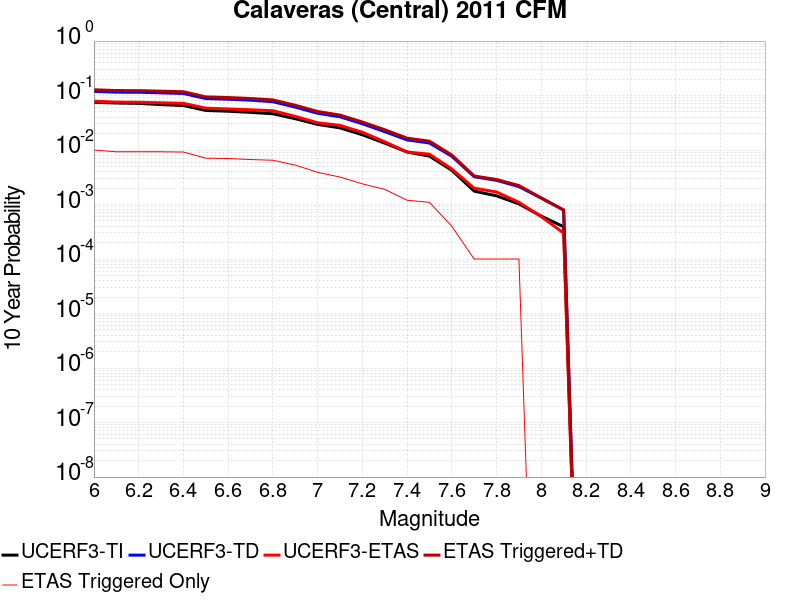 Calaveras (Central) 2011 CFM
10^0
10^-1
10^-2
10^-3
10^-4
10^-5
10^-6
10^-7
10^-8
10 Year Probability
6 6.2 6.4 6.6 6.8 7 7.2 7.4 7.6 7.8 8 8.2 8.4 8.6 8.8 9
Magnitude
UCERF3-TI UCERF3-TD UCERF3-ETAS ETAS Triggered+TD
ETAS Triggered Only